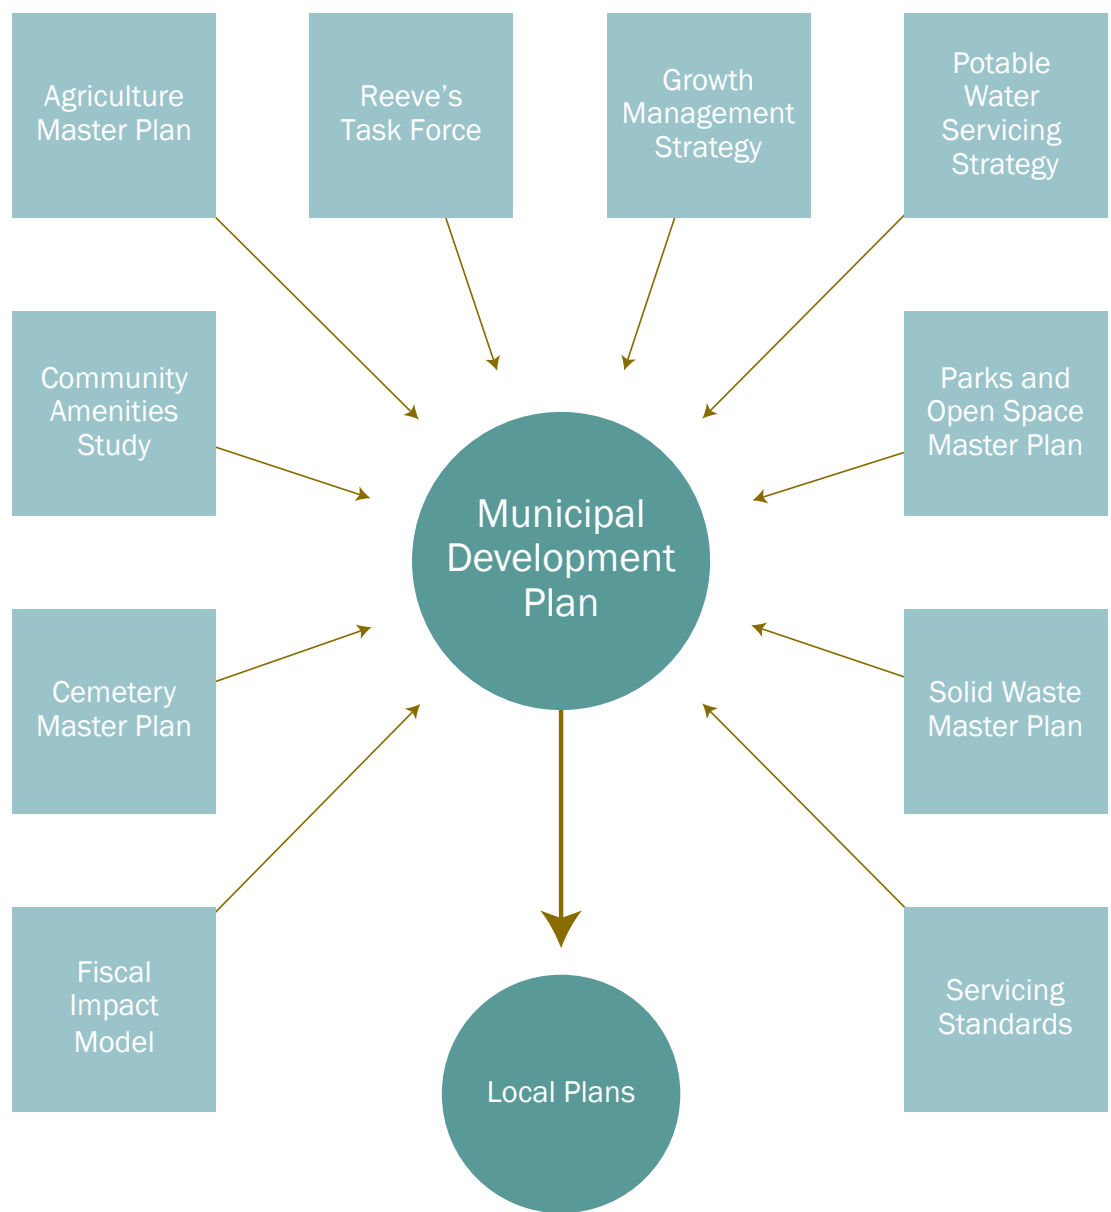 Agriculture
Master Plan
Reeve’s
Task Force
Growth
Management
Strategy
Potable
Water
Servicing
Strategy
Community
Amenities
Study
Parks and
Open Space
Master Plan
Municipal
Development
Plan
Cemetery
Master Plan
Solid Waste
Master Plan
Fiscal
Impact
Model
Local Plans
Servicing
Standards